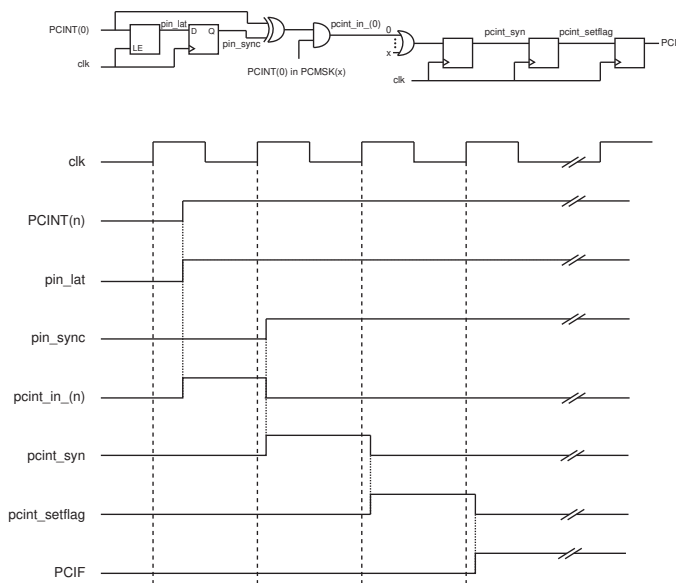 PCINT(0)
clk
LE
pin_lat
D Q
pin_sync
PCINT(0) in PCMSK(x)
pcint_in_(0)
0
x
clk
pcint_syn
pcint_setflag
PCI
clk
PCINT(n)
pin_lat
pin_sync
pcint_in_(n)
pcint_syn
pcint_setflag
PCIF